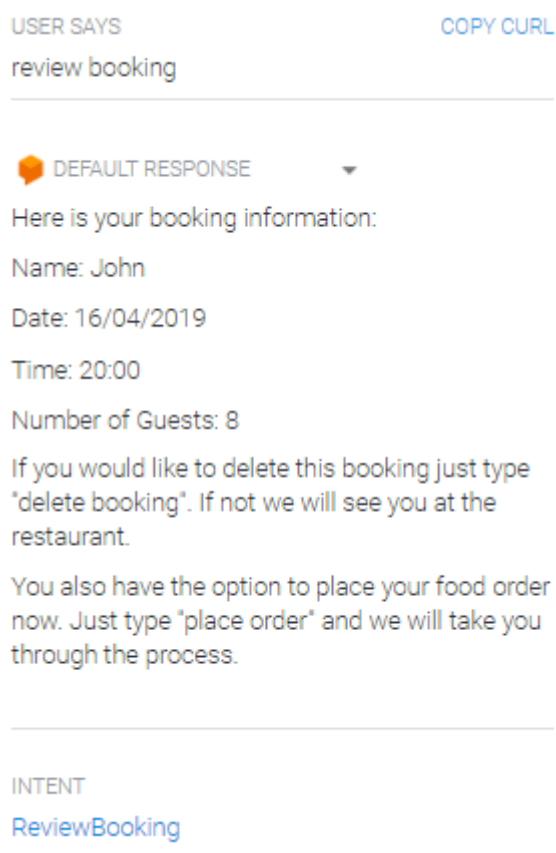 USER SAYS COPY CURL
review booking
DEFAULT RESPONSE
Here is your booking information:
Name: John
Date: 16/04/2019
Time: 20:00
Number of Guests: 8
If you would like to delete this booking just type
"delete booking". If not we will see you at the
restaurant.
You also have the option to place your food order
now. Just type "place order" and we will take you
through the process.
INTENT
ReviewBooking